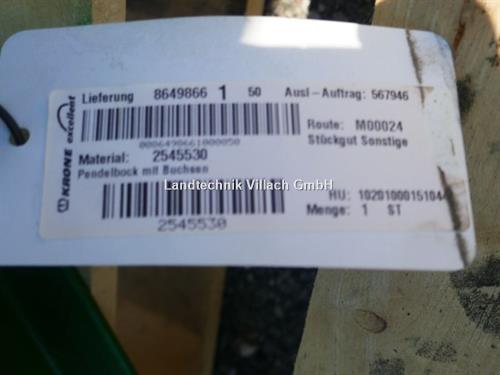 KRONE excellent
Lieferung 8649866 1 50 Ausl-Auftrag: 567946
Route: M00024
Stückgut Sonstige
Material: 2545530
Pendelbock mit Buchsen
Landtechnik Villach GmbH
HU:
Menge: 1 ST
2545530